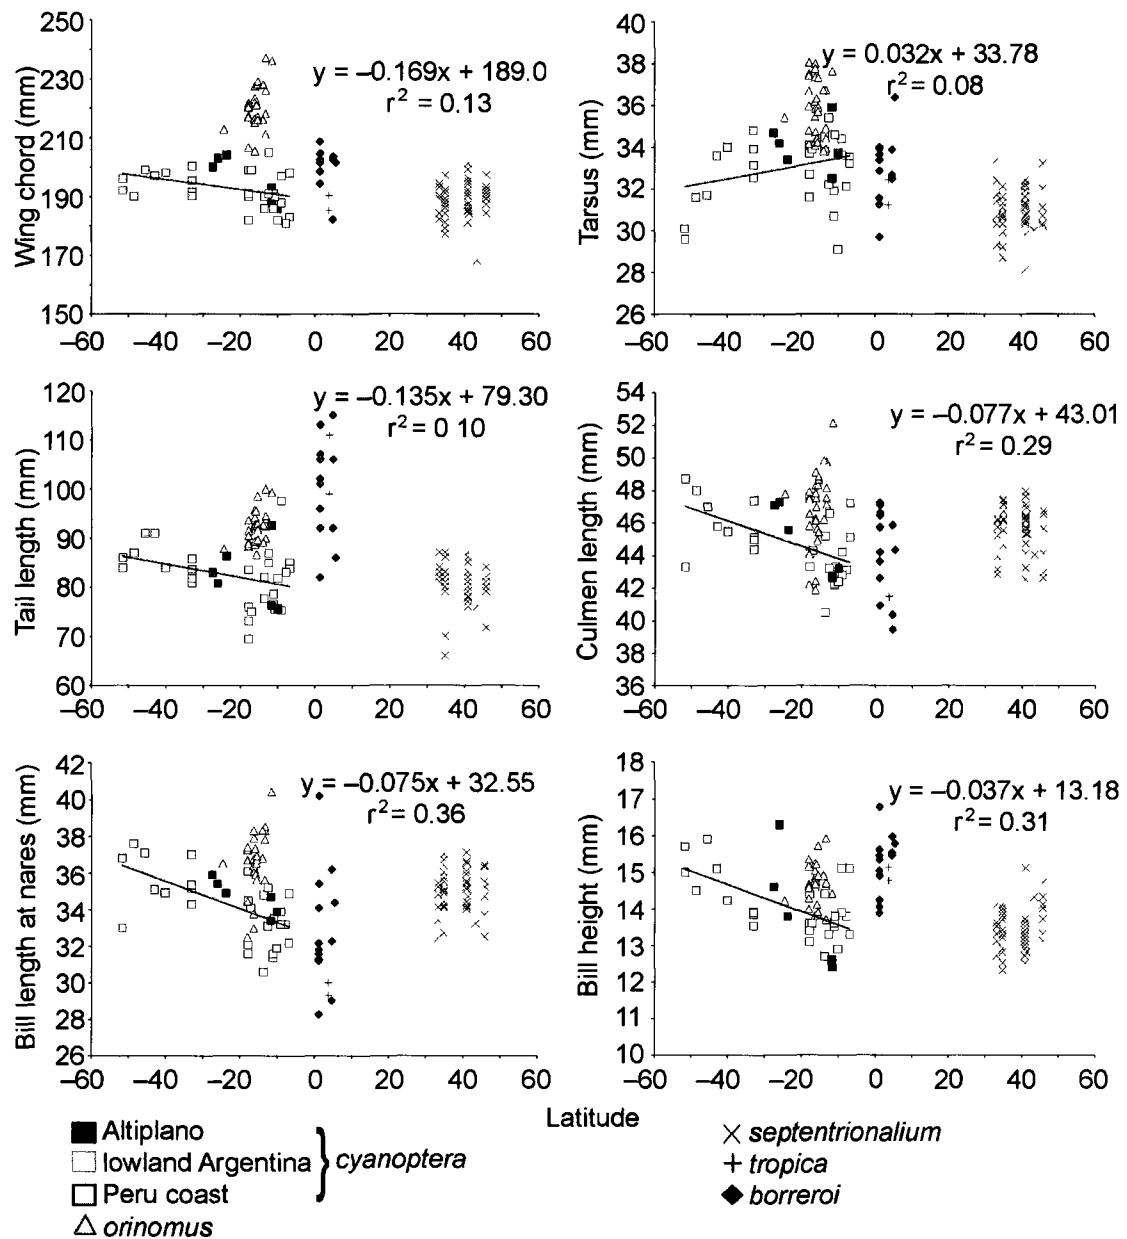 250
230
210
190
170
150
Wing chord (mm)
y = –0.169x + 189.0
r² = 0.13
–60 –40 –20 0 20 40 60
40
38
36
34
32
30
28
26
Tarsus (mm)
y = 0.032x + 33.78
r² = 0.08
–60 –40 –20 0 20 40 60
120
110
100
90
80
70
60
Tail length (mm)
y = –0.135x + 79.30
r² = 0 10
–60 –40 –20 0 20 40 60
54
52
50
48
46
44
42
40
38
36
Culmen length (mm)
y = –0.077x + 43.01
r² = 0.29
–60 –40 –20 0 20 40 60
42
40
38
36
34
32
30
28
26
Bill length at nares (mm)
y = –0.075x + 32.55
r² = 0.36
–60 –40 –20 0 20 40 60
18
17
16
15
14
13
12
11
10
Bill height (mm)
y = –0.037x + 13.18
r² = 0.31
–60 –40 –20 0 20 40 60
Latitude
Altiplano
lowland Argentina
Peru coast
cyanoptera
orinomus
septentrionalium
tropica
borreroi